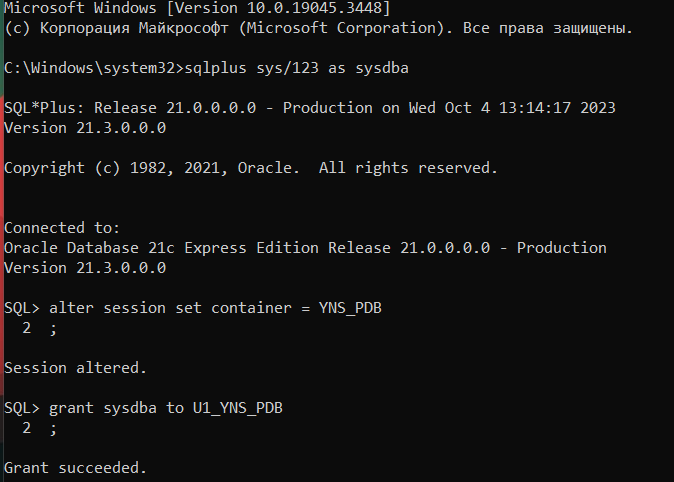 Microsoft Windows [Version 10.0.19045.3448]
(c) Корпорация Майкрософт (Microsoft Corporation). Все права защищены.
C:\Windows\system32>sqlplus sys/123 as sysdba
SQL*Plus: Release 21.0.0.0.0 - Production on Wed Oct 4 13:14:17 2023
Version 21.3.0.0.0
Copyright (c) 1982, 2021, Oracle.  All rights reserved.
Connected to:
Oracle Database 21c Express Edition Release 21.0.0.0.0 - Production
Version 21.3.0.0.0
SQL> alter session set container = YNS_PDB
  2  ;
Session altered.
SQL> grant sysdba to U1_YNS_PDB
  2  ;
Grant succeeded.